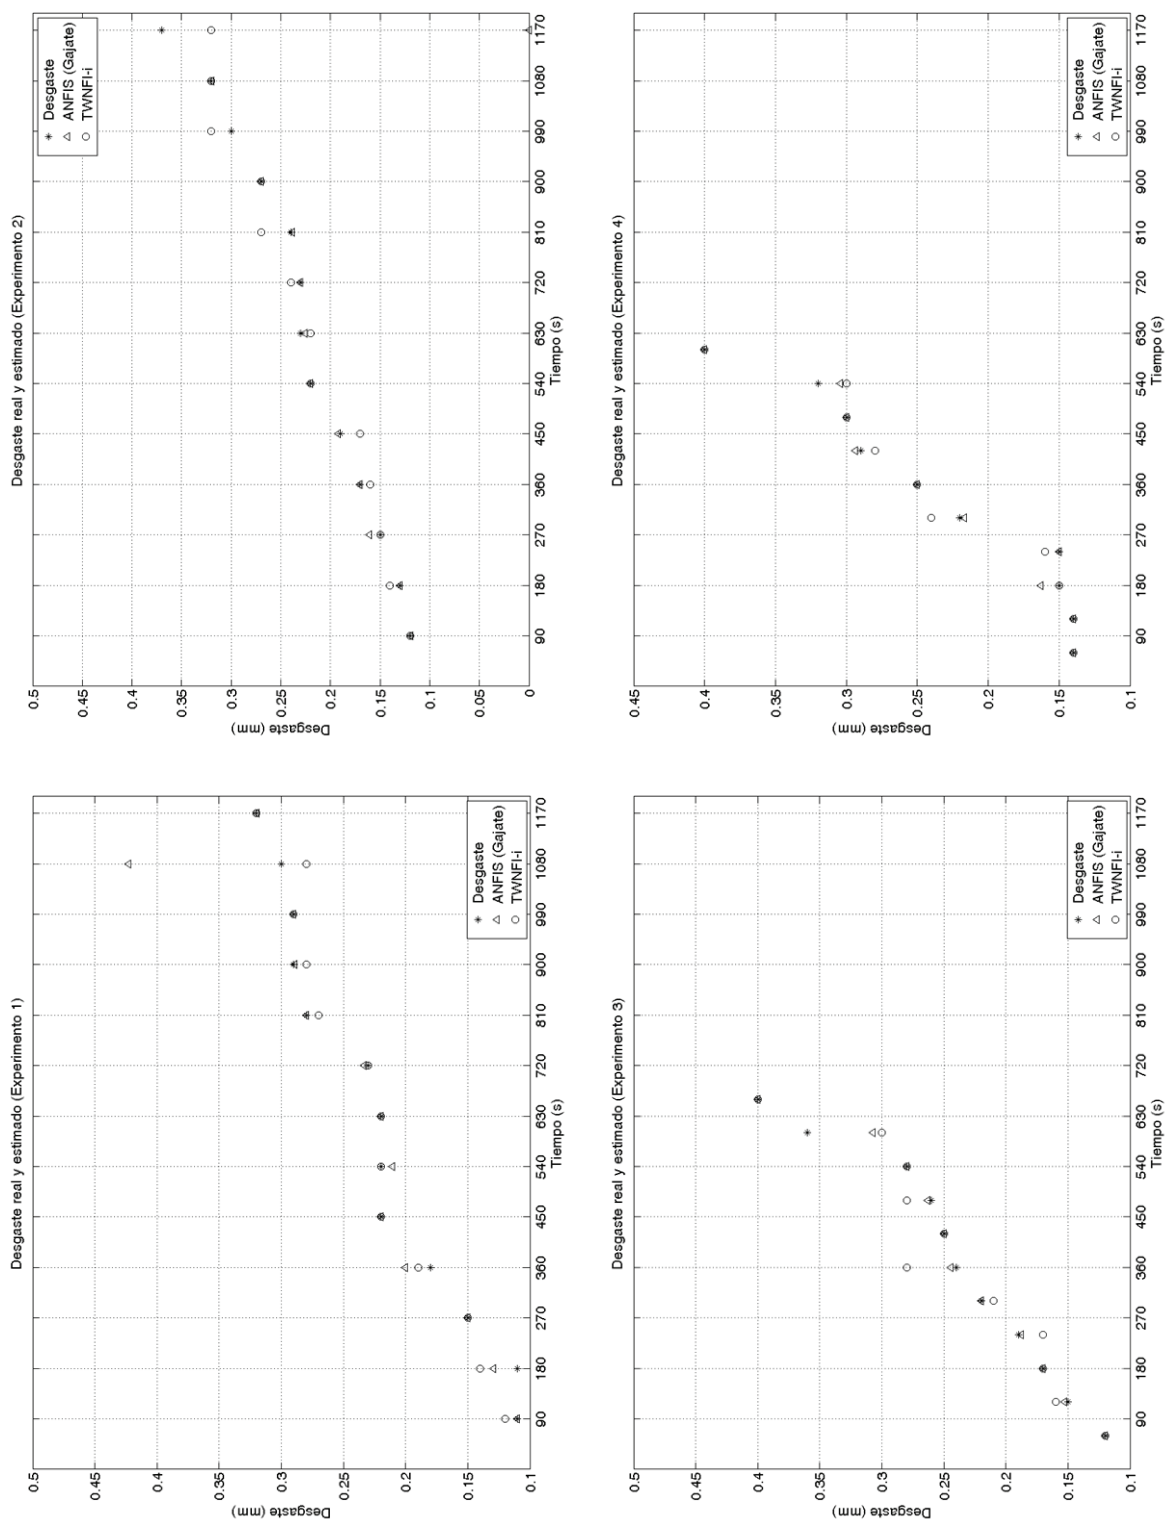 Desgaste real y estimado (Experimento 1)
Desgaste (mm)
0.5
0.45
0.4
0.35
0.3
0.25
0.2
0.15
0.1
90 180 270 360 450 540 630 720 810 900 990 1080 1170
Tiempo (s)
Desgaste
ANFIS (Gajate)
TWNFI-i
Desgaste real y estimado (Experimento 2)
Desgaste (mm)
0.5
0.45
0.4
0.35
0.3
0.25
0.2
0.15
0.1
0.05
0
90 180 270 360 450 540 630 720 810 900 990 1080 1170
Tiempo (s)
Desgaste
ANFIS (Gajate)
TWNFI-i
Desgaste real y estimado (Experimento 3)
Desgaste (mm)
0.5
0.45
0.4
0.35
0.3
0.25
0.2
0.15
0.1
90 180 270 360 450 540 630 720 810 900 990 1080 1170
Tiempo (s)
Desgaste
ANFIS (Gajate)
TWNFI-i
Desgaste real y estimado (Experimento 4)
Desgaste (mm)
0.45
0.4
0.35
0.3
0.25
0.2
0.15
0.1
90 180 270 360 450 540 630 720 810 900 990 1080 1170
Tiempo (s)
Desgaste
ANFIS (Gajate)
TWNFI-i